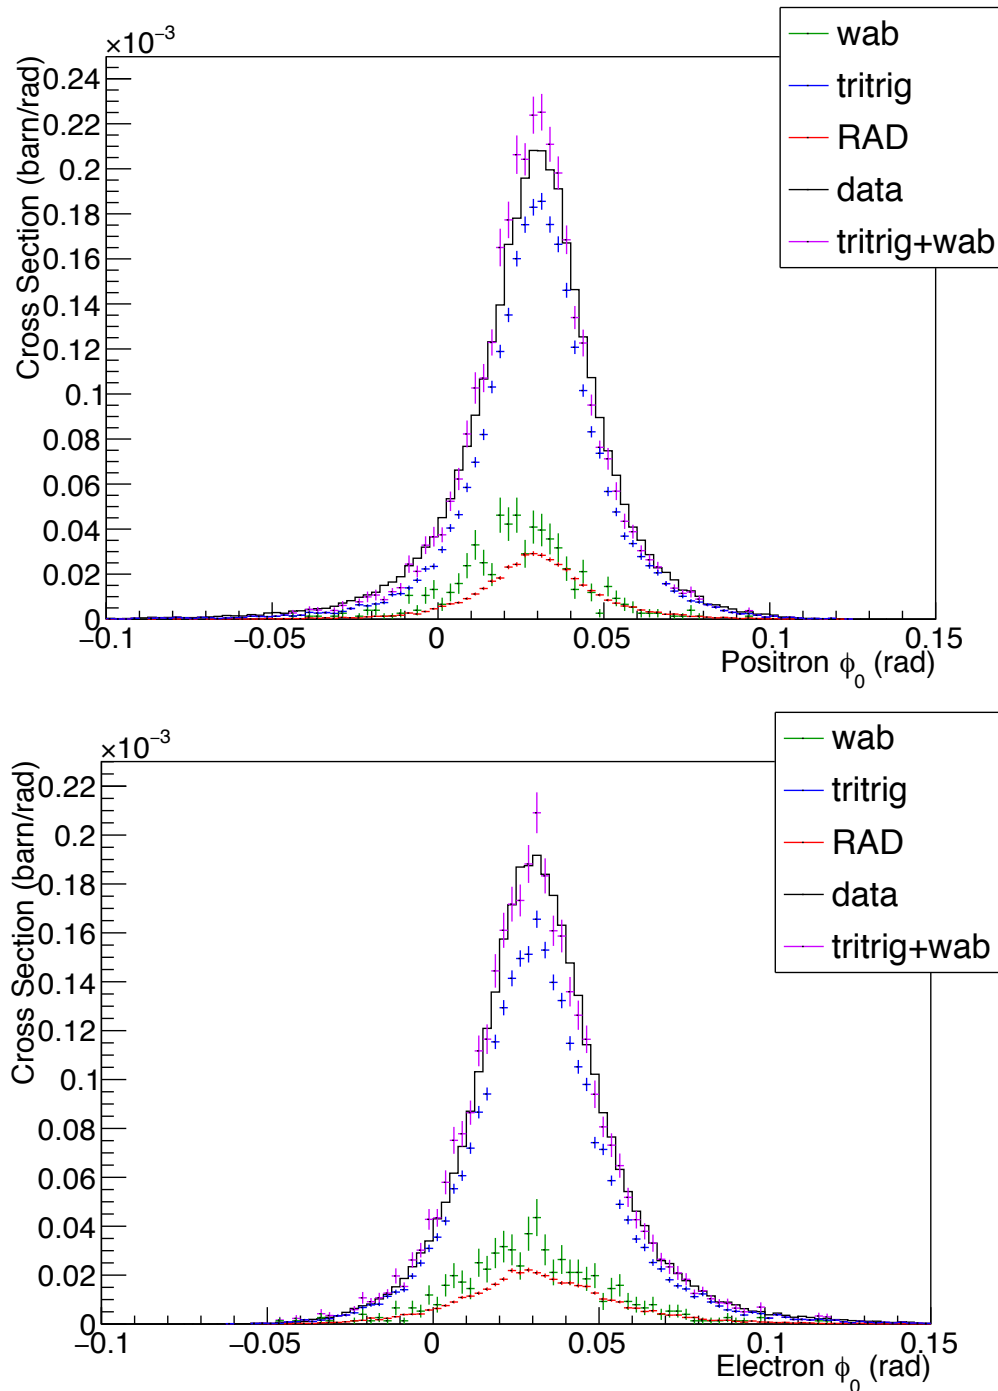 ×10⁻³
wab
tritrig
RAD
data
tritrig+wab
Cross Section (barn/rad)
0.24
0.22
0.2
0.18
0.16
0.14
0.12
0.1
0.08
0.06
0.04
0.02
0
−0.1 −0.05 0 0.05 0.1 0.15
Positron ϕ₀ (rad)
×10⁻³
wab
tritrig
RAD
data
tritrig+wab
Cross Section (barn/rad)
0.22
0.2
0.18
0.16
0.14
0.12
0.1
0.08
0.06
0.04
0.02
0
−0.1 −0.05 0 0.05 0.1 0.15
Electron ϕ₀ (rad)